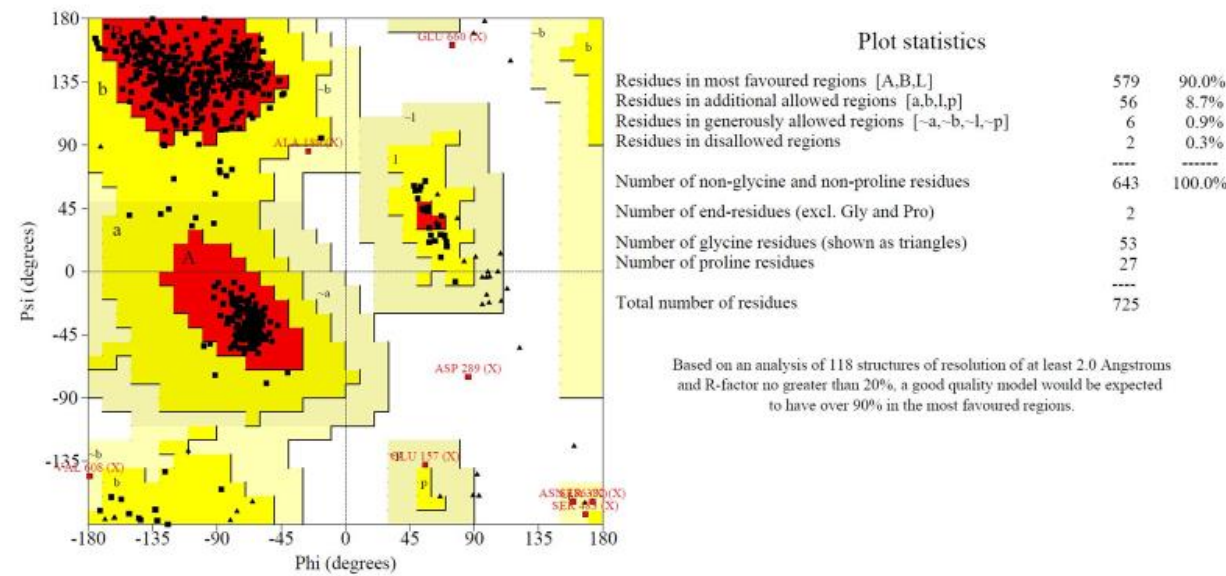 Plot statistics
Residues in most favoured regions [A,B,L] 579 90.0%
Residues in additional allowed regions [a,b,l,p] 56 8.7%
Residues in generously allowed regions [~a,~b,~l,~p] 6 0.9%
Residues in disallowed regions 2 0.3%
---- ------
Number of non-glycine and non-proline residues 643 100.0%
Number of end-residues (excl. Gly and Pro) 2
Number of glycine residues (shown as triangles) 53
Number of proline residues 27
----
Total number of residues 725
Based on an analysis of 118 structures of resolution of at least 2.0 Angstroms
and R-factor no greater than 20%, a good quality model would be expected
to have over 90% in the most favoured regions.
180
135
90
45
0
-45
-90
-135
Psi (degrees)
GLU 660 (X)
~b
b
b
~b
~l
l
a
A
~a
ASP 289 (X)
~b
b
GLU 157 (X)
p
SER 485 (X)
-180 -135 -90 -45 0 45 90 135 180
Phi (degrees)